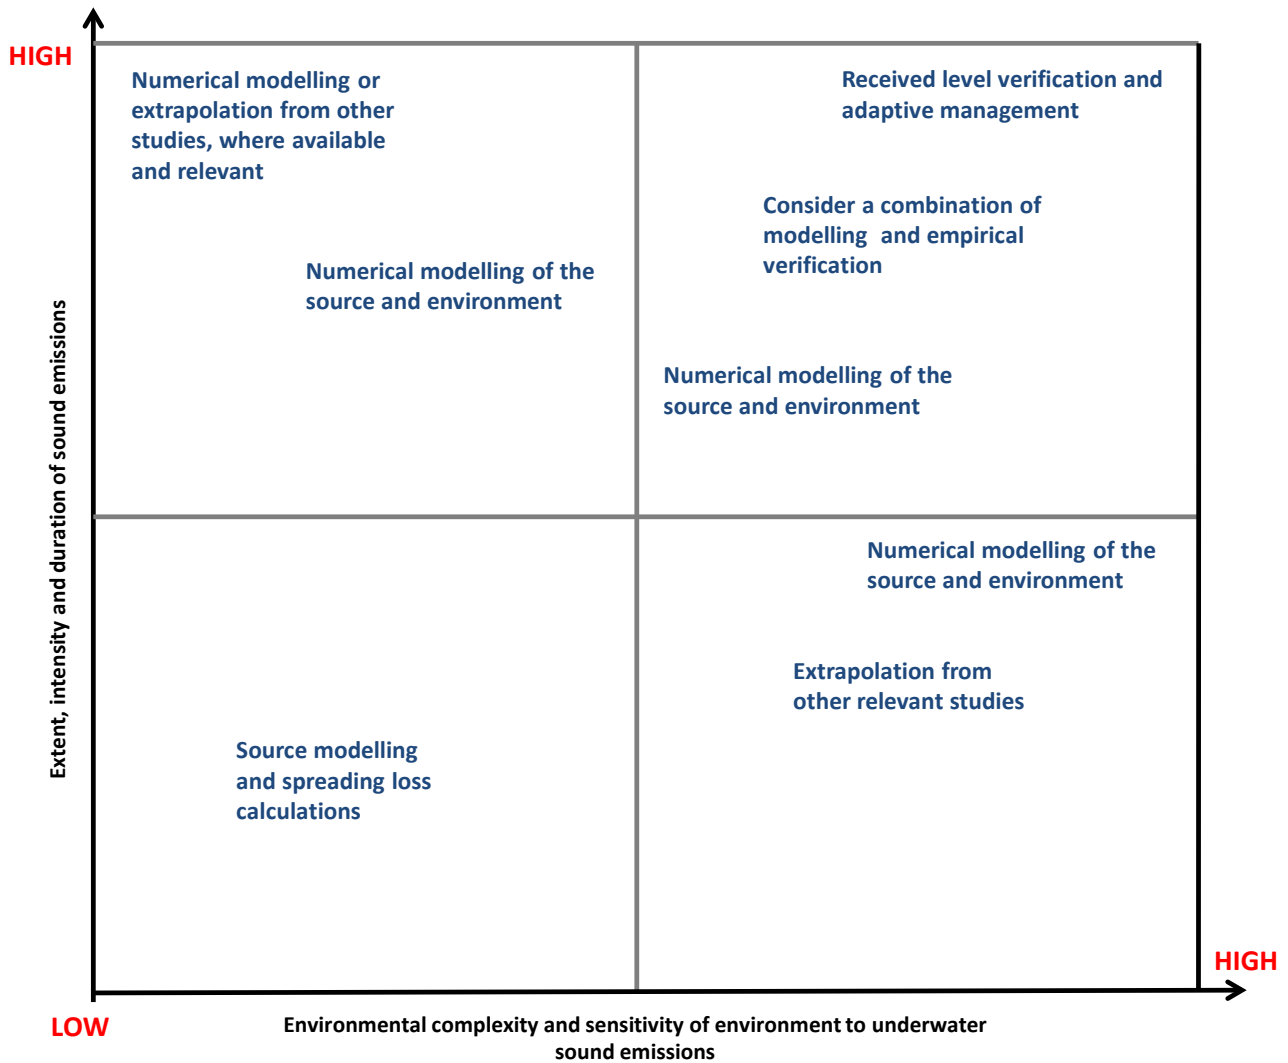 HIGH
Numerical modelling or
extrapolation from other
studies, where available
and relevant
Received level verification and
adaptive management
Consider a combination of
modelling and empirical
verification
Numerical modelling of the
source and environment
Numerical modelling of the
source and environment
Extent, intensity and duration of sound emissions
Numerical modelling of the
source and environment
Extrapolation from
other relevant studies
Source modelling
and spreading loss
calculations
HIGH
LOW
Environmental complexity and sensitivity of environment to underwater
sound emissions